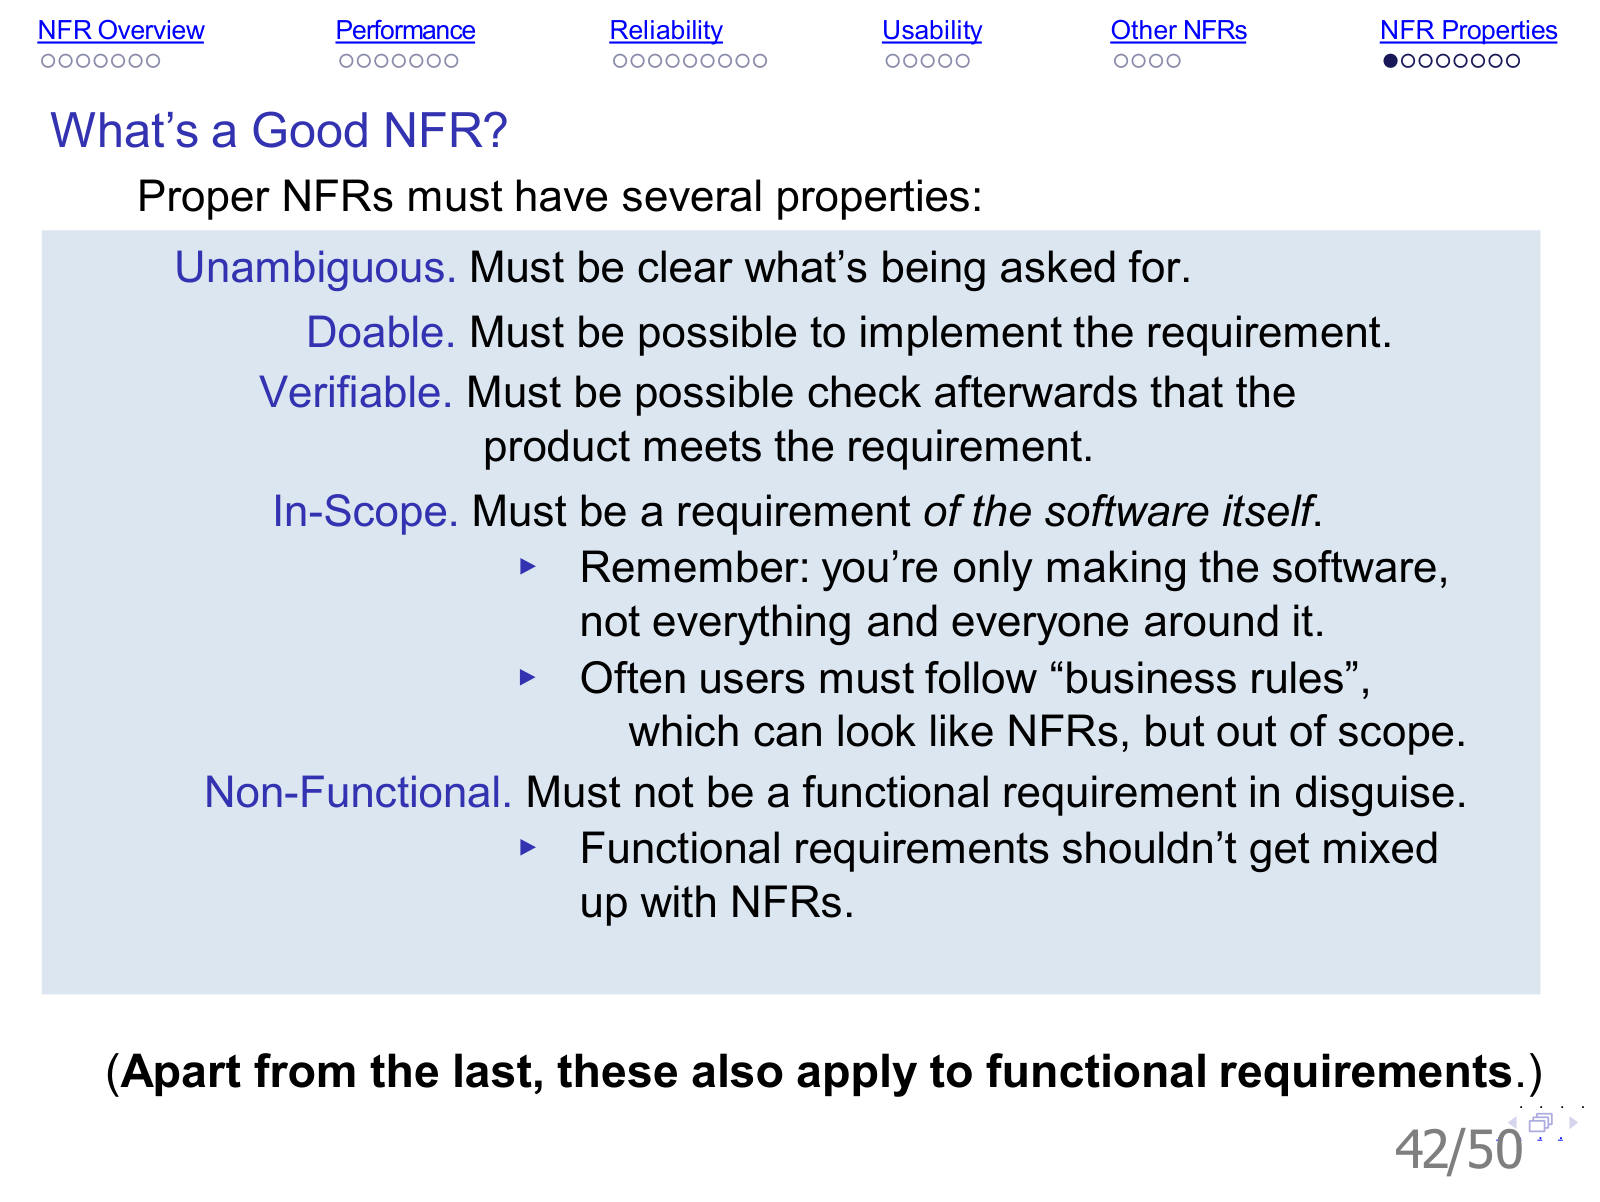 NFR Overview Performance Reliability Usability Other NFRs NFR Properties
What’s a Good NFR?
Proper NFRs must have several properties:
Unambiguous. Must be clear what’s being asked for.
Doable. Must be possible to implement the requirement.
Verifiable. Must be possible check afterwards that the
product meets the requirement.
In-Scope. Must be a requirement of the software itself.
▸ Remember: you’re only making the software,
not everything and everyone around it.
▸ Often users must follow “business rules”,
which can look like NFRs, but out of scope.
Non-Functional. Must not be a functional requirement in disguise.
▸ Functional requirements shouldn’t get mixed
up with NFRs.
(Apart from the last, these also apply to functional requirements.)
42/50